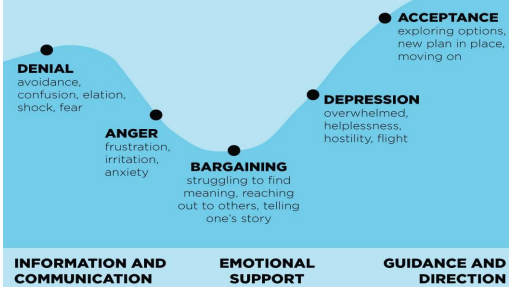 DENIAL
avoidance,
confusion, elation,
shock, fear
ANGER
frustration,
irritation,
anxiety
BARGAINING
struggling to find
meaning, reaching
out to others, telling
one's story
DEPRESSION
overwhelmed,
helplessness,
hostility, flight
ACCEPTANCE
exploring options,
new plan in place,
moving on
INFORMATION AND
COMMUNICATION
EMOTIONAL
SUPPORT
GUIDANCE AND
DIRECTION